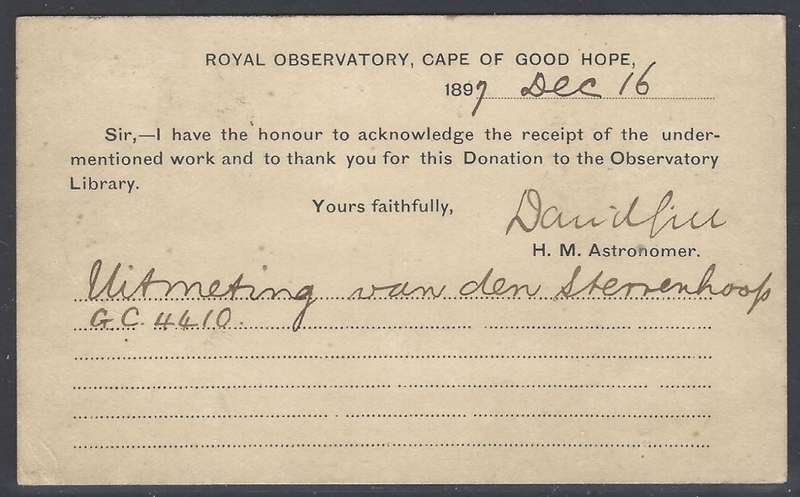 ROYAL OBSERVATORY, CAPE OF GOOD HOPE,
1897 Dec 16
Sir,—I have the honour to acknowledge the receipt of the under-
mentioned work and to thank you for this Donation to the Observatory
Library.
Yours faithfully,
David Gill
H. M. Astronomer.
Uitmeting van den Sterrenhoop
G.C. 4410.